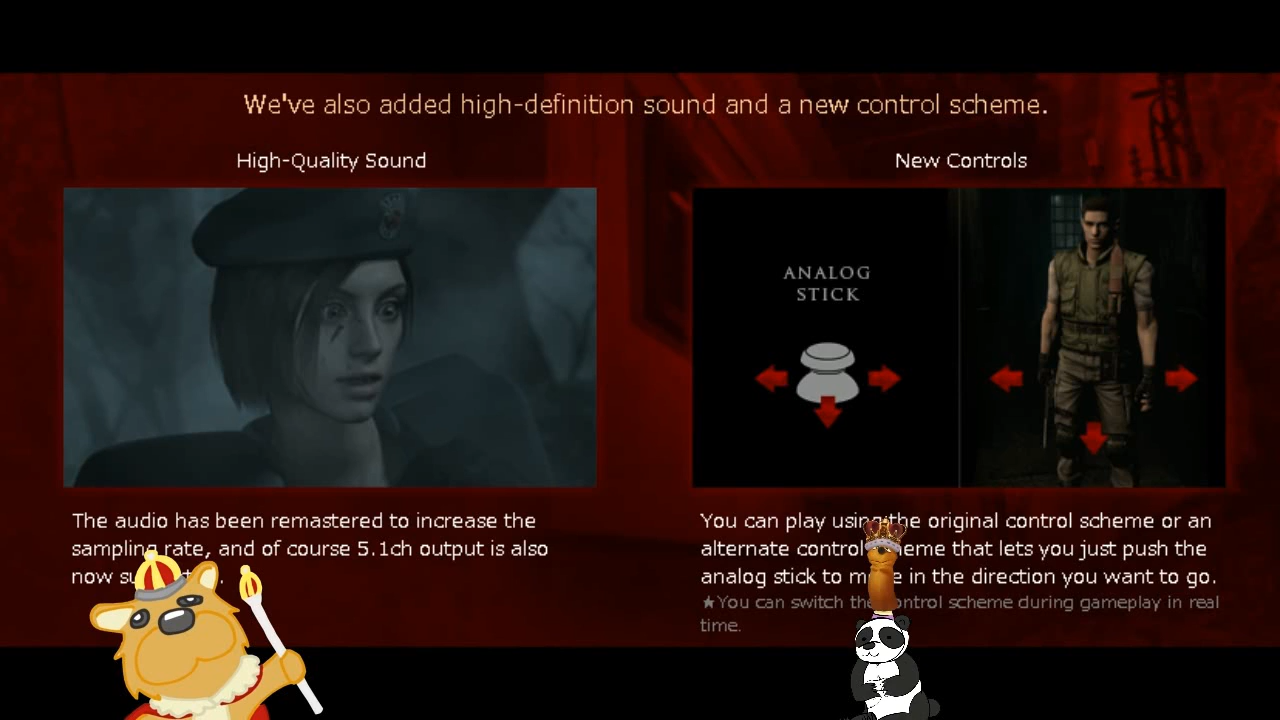 We've also added high-definition sound and a new control scheme.
High-Quality Sound
New Controls
ANALOG
STICK
The audio has been remastered to increase the
sampling rate, and of course 5.1ch output is also
now
You can play using the original control scheme or an
alternate control scheme that lets you just push the
analog stick to move in the direction you want to go.
★You can switch the control scheme during gameplay in real
time.